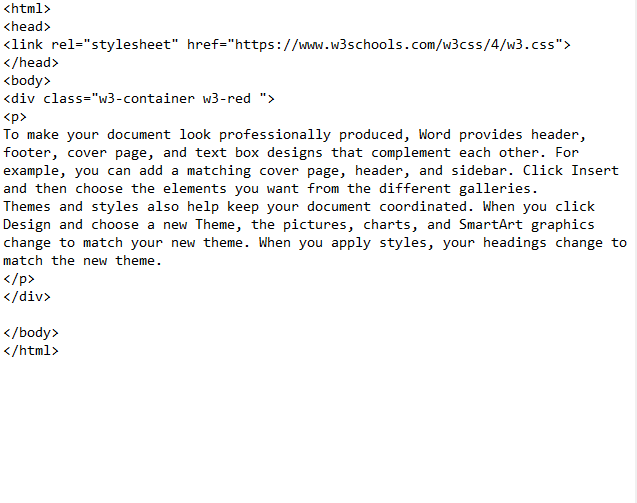 <html>
<head>
<link rel="stylesheet" href="https://www.w3schools.com/w3css/4/w3.css">
</head>
<body>
<div class="w3-container w3-red ">
<p>
To make your document look professionally produced, Word provides header,
footer, cover page, and text box designs that complement each other. For
example, you can add a matching cover page, header, and sidebar. Click Insert
and then choose the elements you want from the different galleries.
Themes and styles also help keep your document coordinated. When you click
Design and choose a new Theme, the pictures, charts, and SmartArt graphics
change to match your new theme. When you apply styles, your headings change to
match the new theme.
</p>
</div>

</body>
</html>